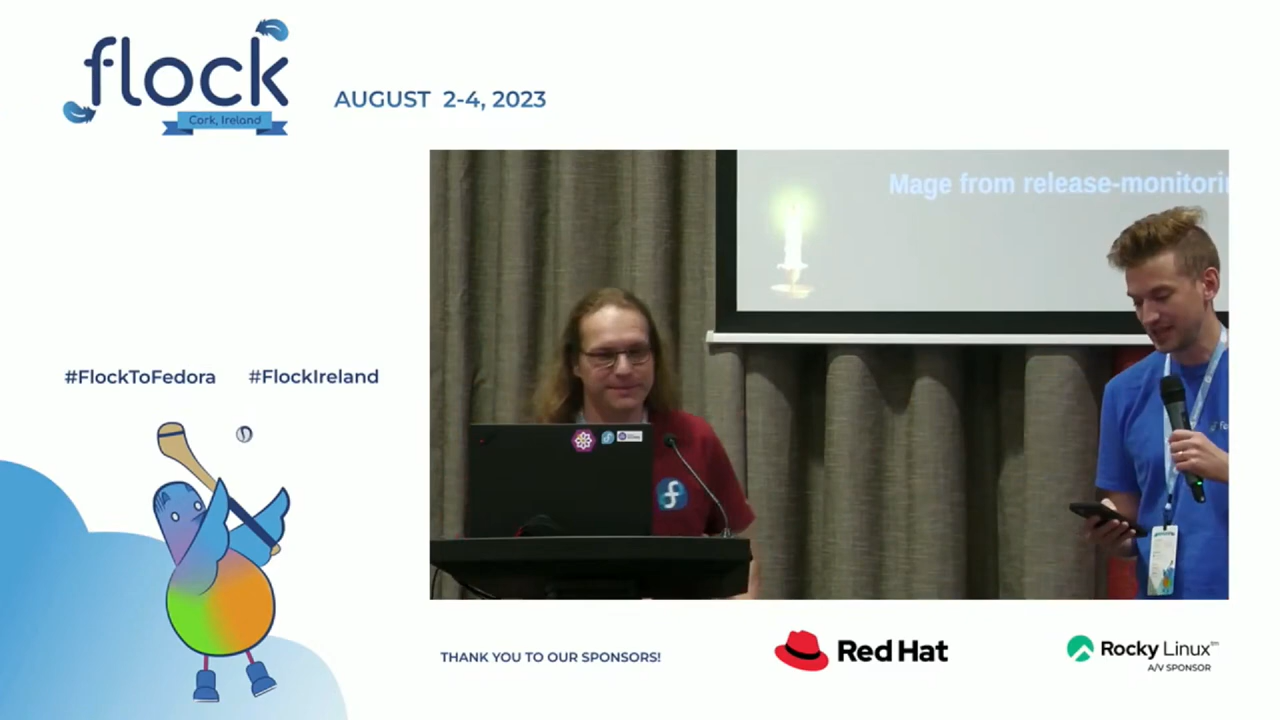 flock
Cork, Ireland
AUGUST 2-4, 2023
Mage from release-monitori
#FlockToFedora #FlockIreland
THANK YOU TO OUR SPONSORS!
Red Hat
Rocky Linux™
A/V SPONSOR